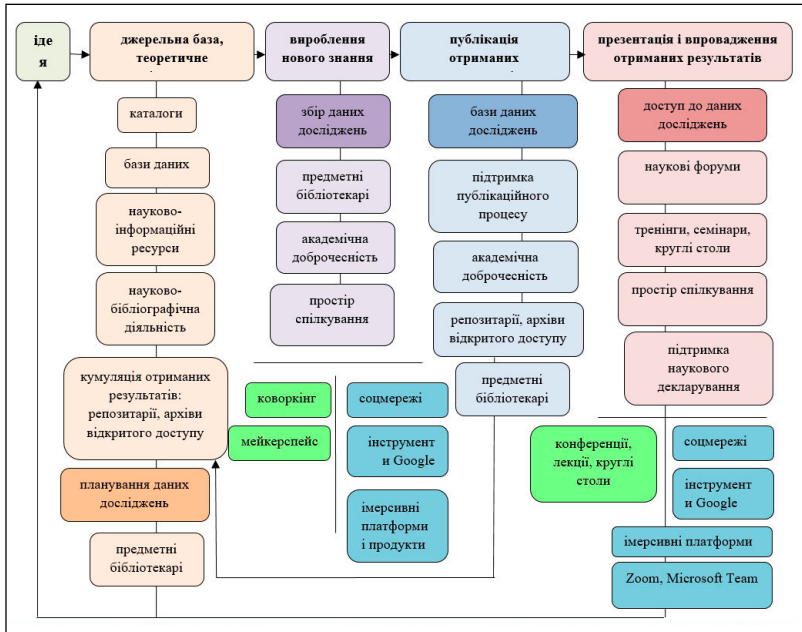 іде
я
джерельна база,
теоретичне
каталоги
бази даних
науково-
інформаційні
ресурси
науково-
бібліографічна
діяльність
кумуляція отриманих
результатів:
репозитарії, архіви
відкритого доступу
планування даних
досліджень
предметні
бібліотекарі
вироблення
нового знання
збір даних
досліджень
предметні
бібліотекарі
академічна
доброчесність
простір
спілкування
коворкінг
мейкерспейс
соцмережі
інструмент
и Google
імерсивні
платформи
і продукти
публікація
отриманих
бази даних
досліджень
підтримка
публікаційного
процесу
академічна
доброчесність
репозитарії, архіви
відкритого доступу
предметні
бібліотекарі
презентація і впровадження
отриманих результатів
доступ до даних
досліджень
наукові форуми
тренінги, семінари,
круглі столи
простір спілкування
підтримка
наукового
декларування
конференції,
лекції, круглі
столи
соцмережі
інструмент
и Google
імерсивні платформи
Zoom, Microsoft Team